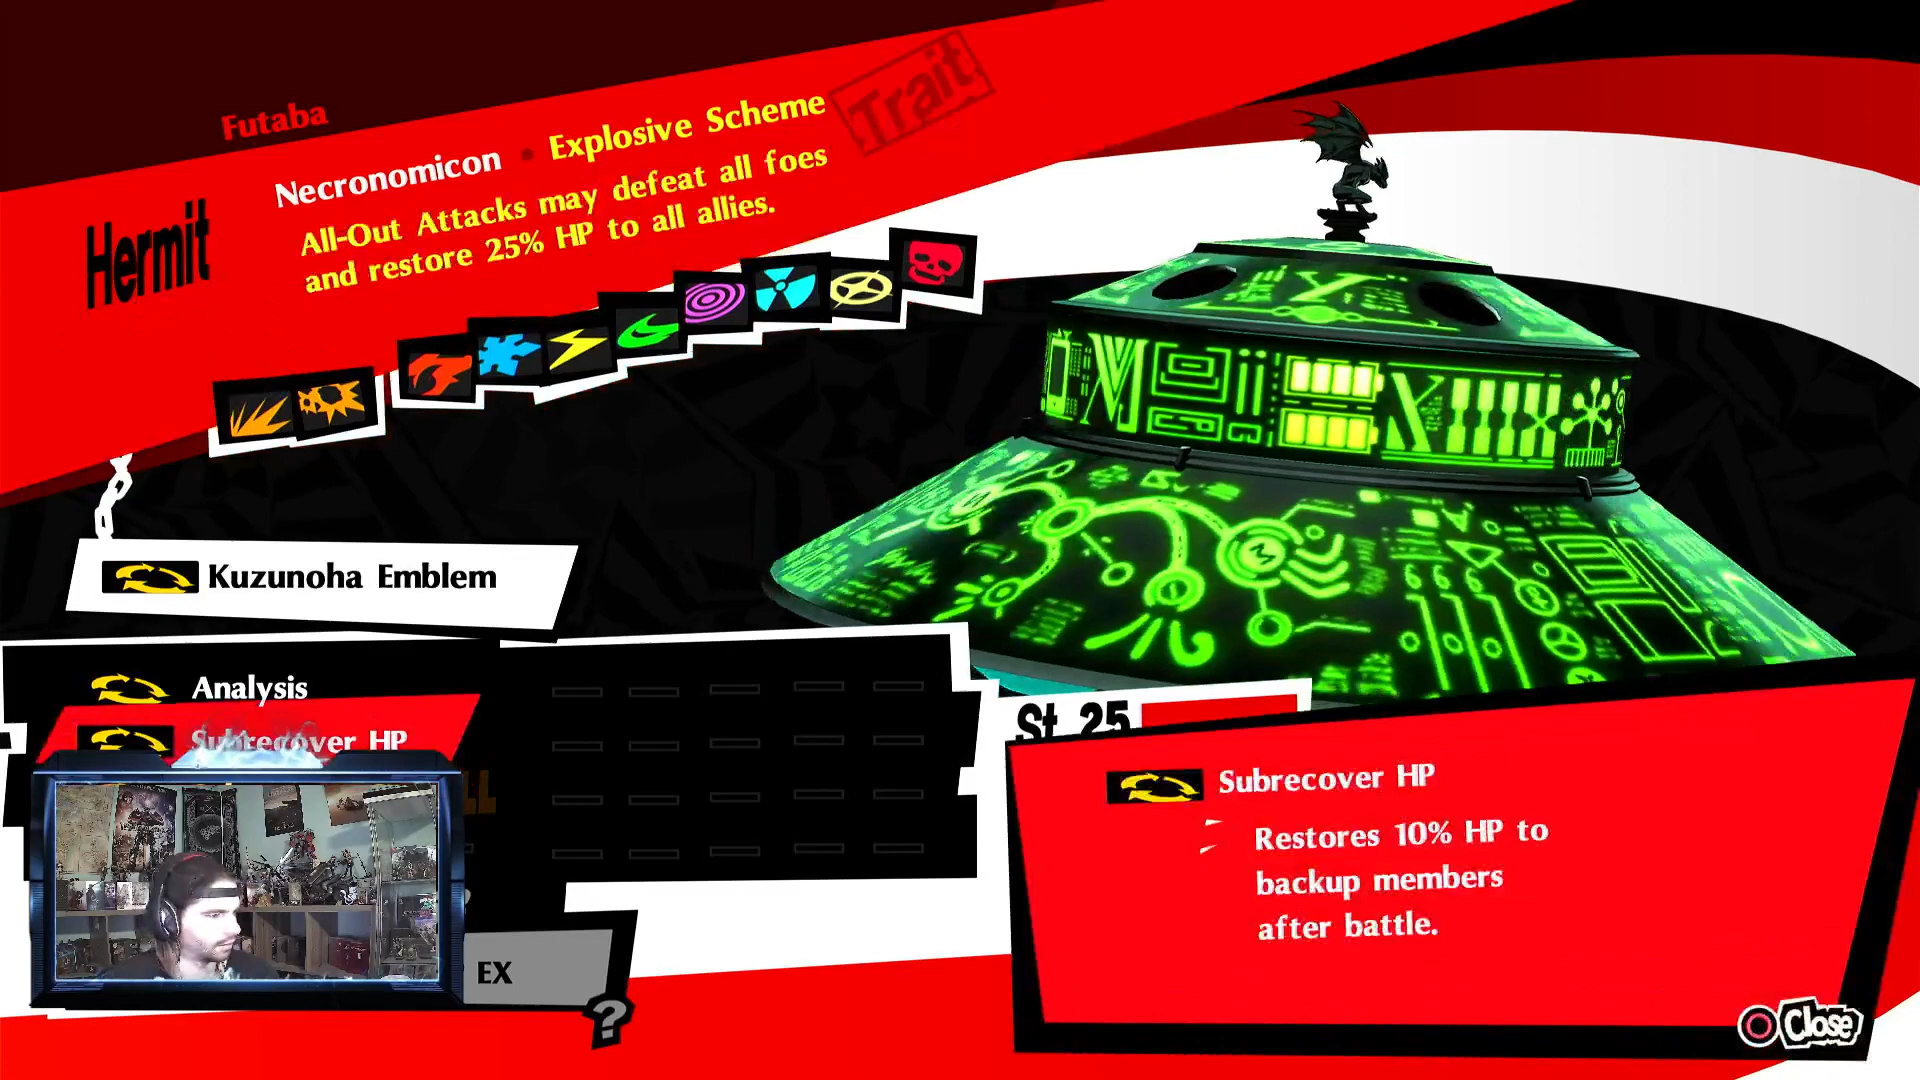 Futaba
Trait
Hermit
Necronomicon • Explosive Scheme
All-Out Attacks may defeat all foes
and restore 25% HP to all allies.
Kuzunoha Emblem
Analysis
Subrecover HP
EX
?
St 25
Subrecover HP
Restores 10% HP to
backup members
after battle.
Close